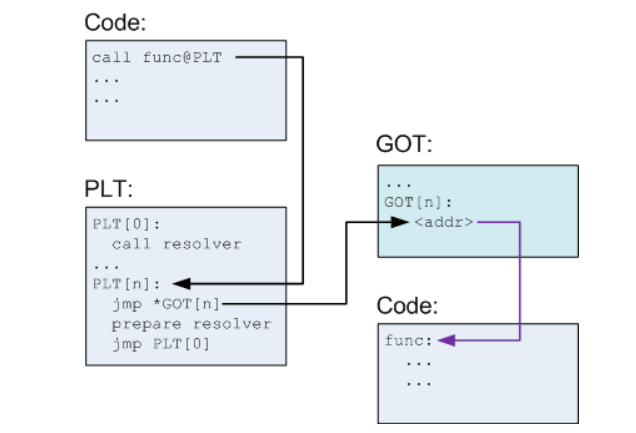 Code:
call func@PLT
...
...
PLT:
PLT[0]:
call resolver
...
PLT[n]:
jmp *GOT[n]
prepare resolver
jmp PLT[0]
GOT:
...
GOT[n]:
<addr>
Code:
func:
...
...